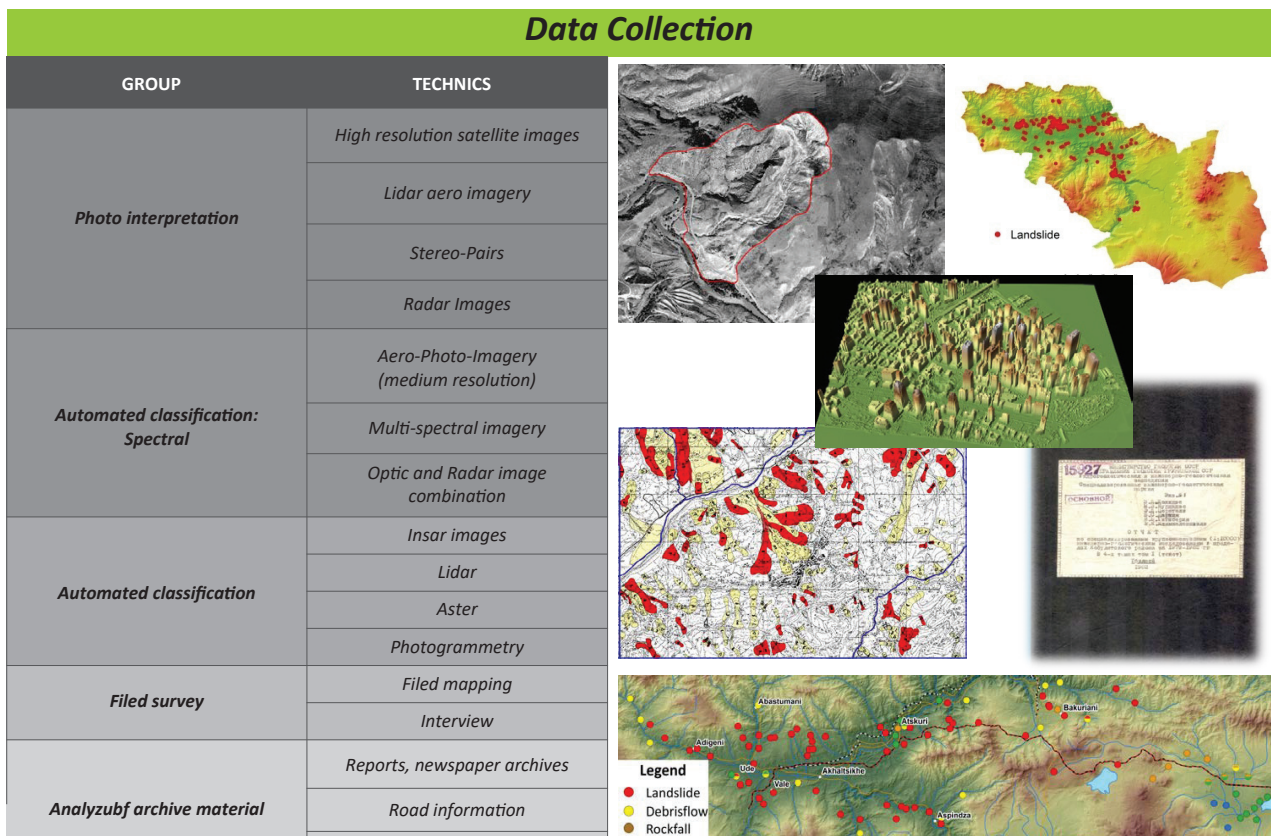 Data Collection
GROUP
TECHNICS
Photo interpretation
High resolution satellite images
Lidar aero imagery
Stereo-Pairs
Radar Images
Automated classification:
Spectral
Aero-Photo-Imagery
(medium resolution)
Multi-spectral imagery
Optic and Radar image
combination
Automated classification
Insar images
Lidar
Aster
Photogrammetry
Filed survey
Filed mapping
Interview
Analyzubf archive material
Reports, newspaper archives
Road information
Landslide
15927
ОСНОВНОЙ
Abastumani
Atskuri
Bakuriani
Adigeni
Ude
Akhaltsikhe
Vale
Aspindza
Legend
Landslide
Debrisflow
Rockfall